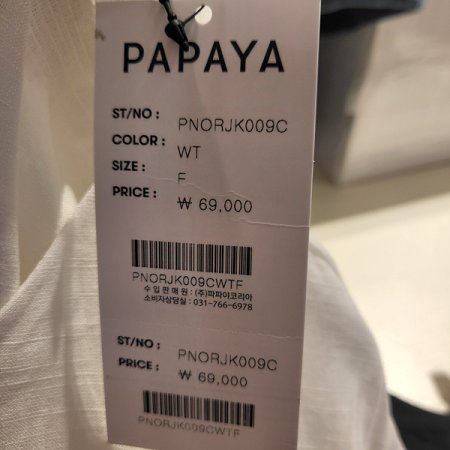 PAPAYA
ST/NO : PNORJK009C
COLOR : WT
SIZE : F
PRICE : ₩ 69,000
PNORJK009CWTF
수 입 판 매 원 : (주)파파야코리아
소비자상담실 : 031-766-6978
ST/NO : PNORJK009C
PRICE : ₩ 69,000
PNORJK009CWTF